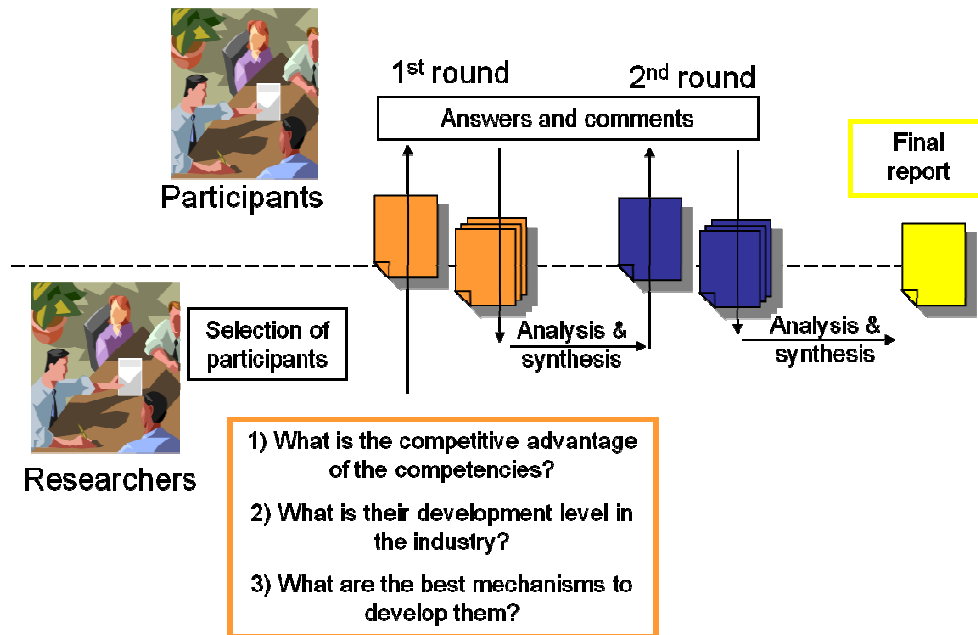 1st round
2nd round
Answers and comments
Participants
Final
report
Selection of
participants
Analysis &
synthesis
Analysis &
synthesis
Researchers
1) What is the competitive advantage
of the competencies?
2) What is their development level in
the industry?
3) What are the best mechanisms to
develop them?